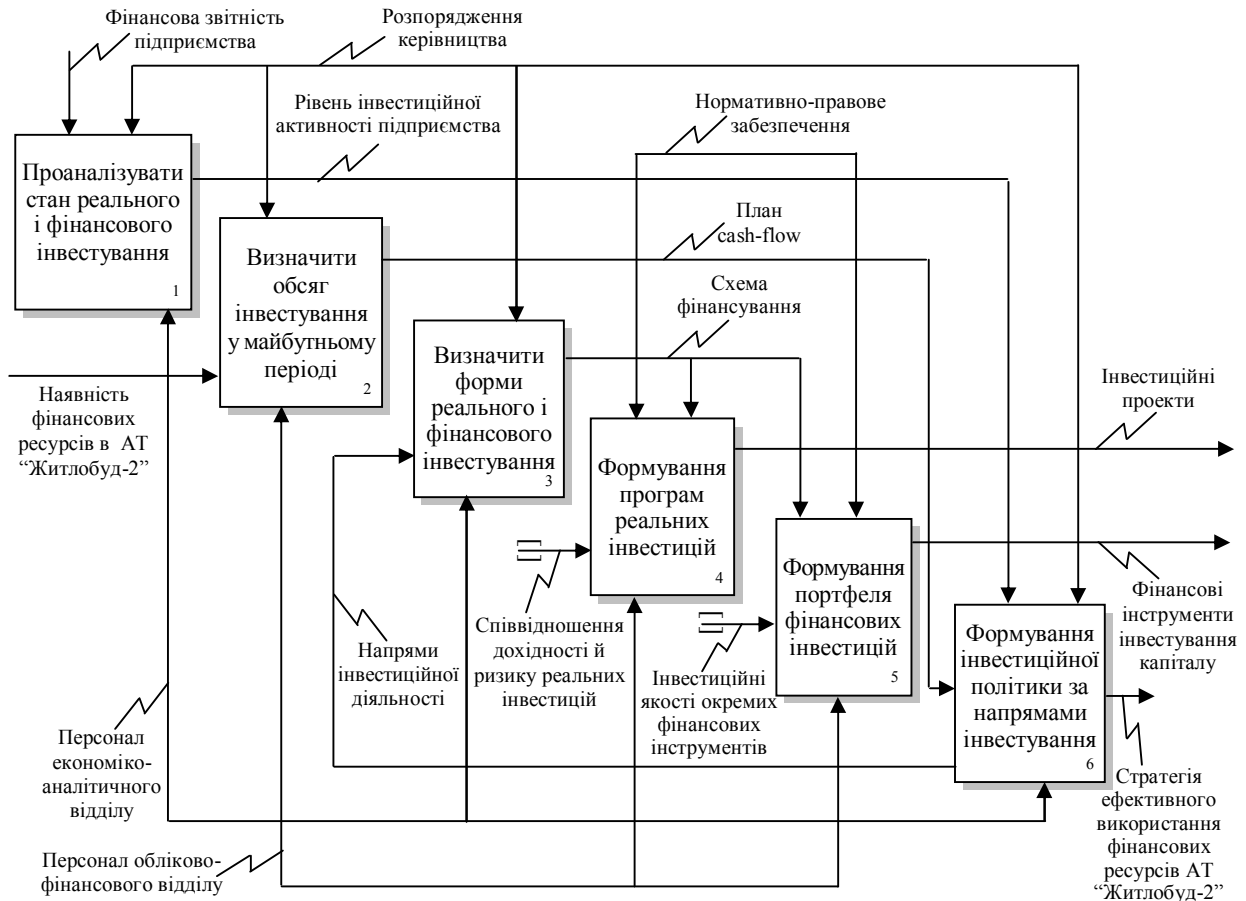 Фінансова звітність
підприємства
Розпорядження
керівництва
Рівень інвестиційної
активності підприємства
Нормативно-правове
забезпечення
Проаналізувати
стан реального
і фінансового
інвестування
1
План
cash-flow
Визначити
обсяг
інвестування
у майбутньому
періоді
2
Схема
фінансування
Визначити
форми
реального і
фінансового
інвестування
3
Наявність
фінансових
ресурсів в АТ
“Житлобуд-2”
Інвестиційні
проекти
Формування
програм
реальних
інвестицій
4
Формування
портфеля
фінансових
інвестицій
5
Фінансові
інструменти
інвестування
капіталу
Співвідношення
дохідності й
ризику реальних
інвестицій
Напрями
інвестиційної
діяльності
Інвестиційні
якості окремих
фінансових
інструментів
Формування
інвестиційної
політики за
напрямами
інвестування
6
Персонал
економіко-
аналітичного
відділу
Стратегія
ефективного
використання
фінансових
ресурсів АТ
“Житлобуд-2”
Персонал обліково-
фінансового відділу